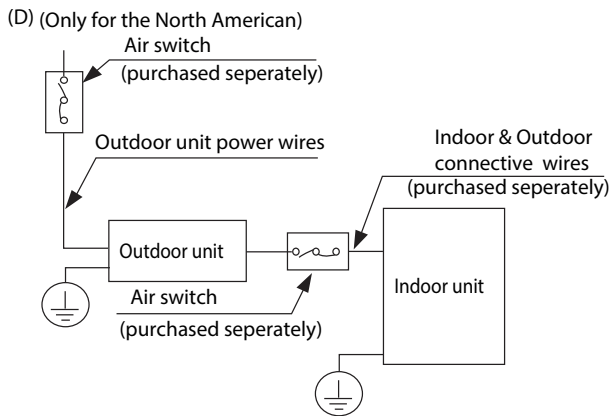 (D) (Only for the North American)
Air switch
(purchased seperately)
Outdoor unit power wires
Indoor & Outdoor
connective wires
(purchased seperately)
Outdoor unit
Indoor unit
Air switch
(purchased seperately)